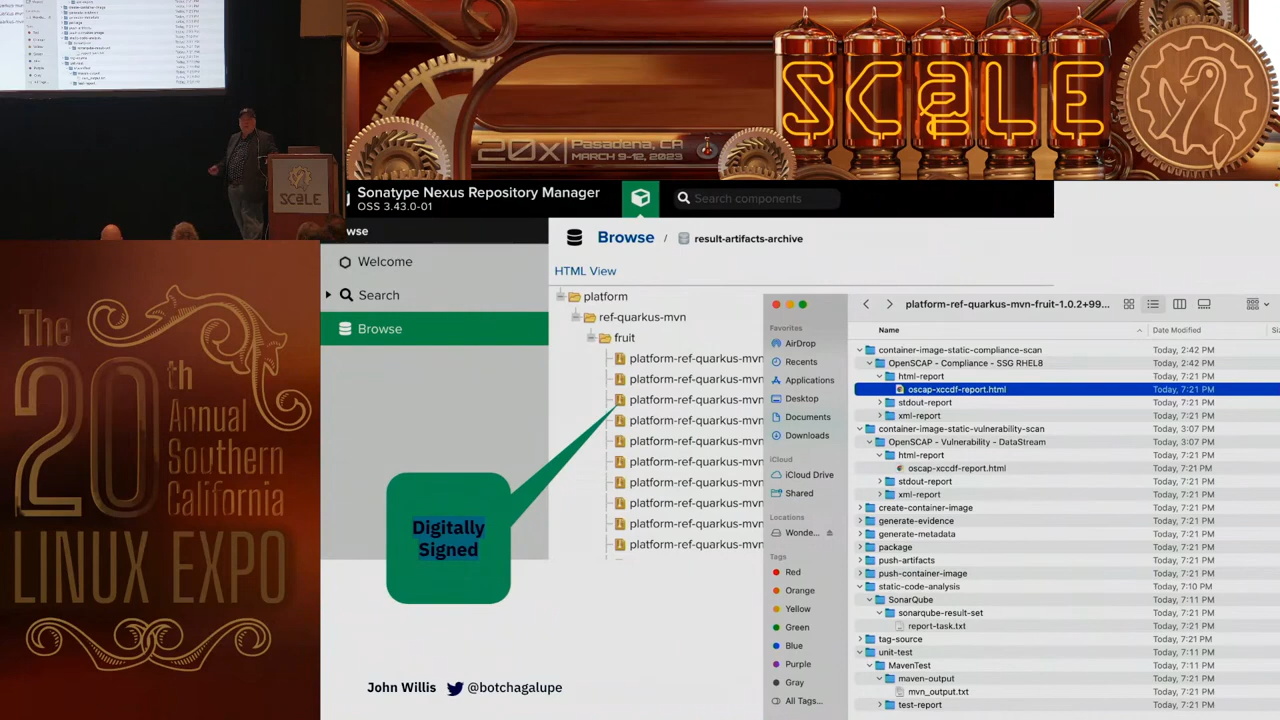 SCALE
20x
Pasadena, CA
MARCH 9-12, 2023
SCALE
The
20th
Annual
Southern
California
LINUX EXPO
Sonatype Nexus Repository Manager
OSS 3.43.0-01
Search components
wse
Welcome
Search
Browse
Browse / result-artifacts-archive
HTML View
platform
ref-quarkus-mvn
fruit
platform-ref-quarkus-mvn
platform-ref-quarkus-mvn
platform-ref-quarkus-mvn
platform-ref-quarkus-mvn
platform-ref-quarkus-mvn
platform-ref-quarkus-mvn
platform-ref-quarkus-mvn
platform-ref-quarkus-mvn
platform-ref-quarkus-mvn
platform-ref-quarkus-mvn
Digitally
Signed
John Willis @botchagalupe
Favorites
AirDrop
Recents
Applications
Desktop
Documents
Downloads
iCloud
iCloud Drive
Shared
Locations
Wonde...
Tags
Red
Orange
Yellow
Green
Blue
Purple
Gray
All Tags...
platform-ref-quarkus-mvn-fruit-1.0.2+99...
Name Date Modified Siz
container-image-static-compliance-scan Today, 2:42 PM
OpenSCAP - Compliance - SSG RHEL8 Today, 2:42 PM
html-report Today, 7:21 PM
oscap-xccdf-report.html Today, 7:21 PM
stdout-report Today, 7:21 PM
xml-report Today, 7:21 PM
container-image-static-vulnerability-scan Today, 3:07 PM
OpenSCAP - Vulnerability - DataStream Today, 3:07 PM
html-report Today, 7:21 PM
oscap-xccdf-report.html Today, 7:21 PM
stdout-report Today, 7:21 PM
xml-report Today, 7:21 PM
create-container-image Today, 7:21 PM
generate-evidence Today, 7:21 PM
generate-metadata Today, 7:21 PM
package Today, 7:21 PM
push-artifacts Today, 7:21 PM
push-container-image Today, 7:21 PM
static-code-analysis Today, 7:10 PM
SonarQube Today, 7:11 PM
sonarqube-result-set Today, 7:21 PM
report-task.txt Today, 7:21 PM
tag-source Today, 7:21 PM
unit-test Today, 7:11 PM
MavenTest Today, 7:11 PM
maven-output Today, 7:21 PM
mvn_output.txt Today, 7:21 PM
test-report Today, 7:21 PM